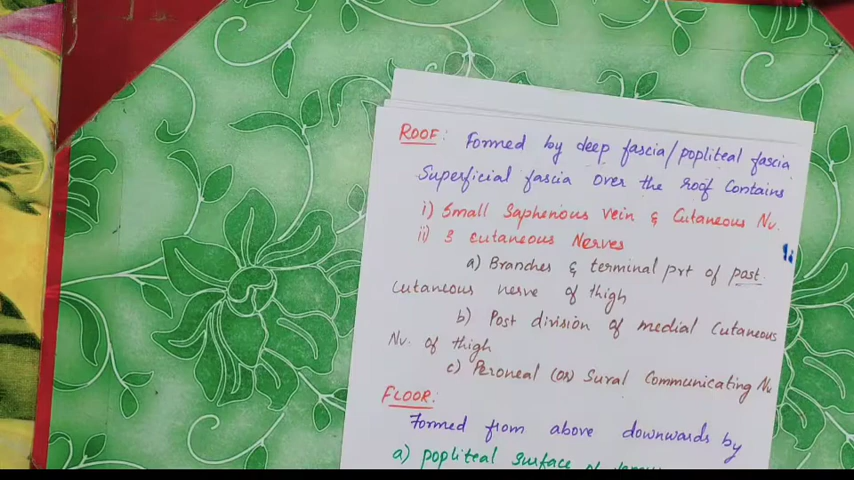 ROOF: Formed by deep fascia/popliteal fascia
Superficial fascia over the roof contains
i) Small Saphenious vein & Cutaneous Nv.
ii) 3 cutaneous Nerves
a) Branches & terminal prt of post.
cutaneous nerve of thigh
b) Post division of medial cutaneous
Nv. of thigh
c) Peroneal (or) Sural Communicating Nv
FLOOR:
Formed from above downwards by
a) popliteal surface of